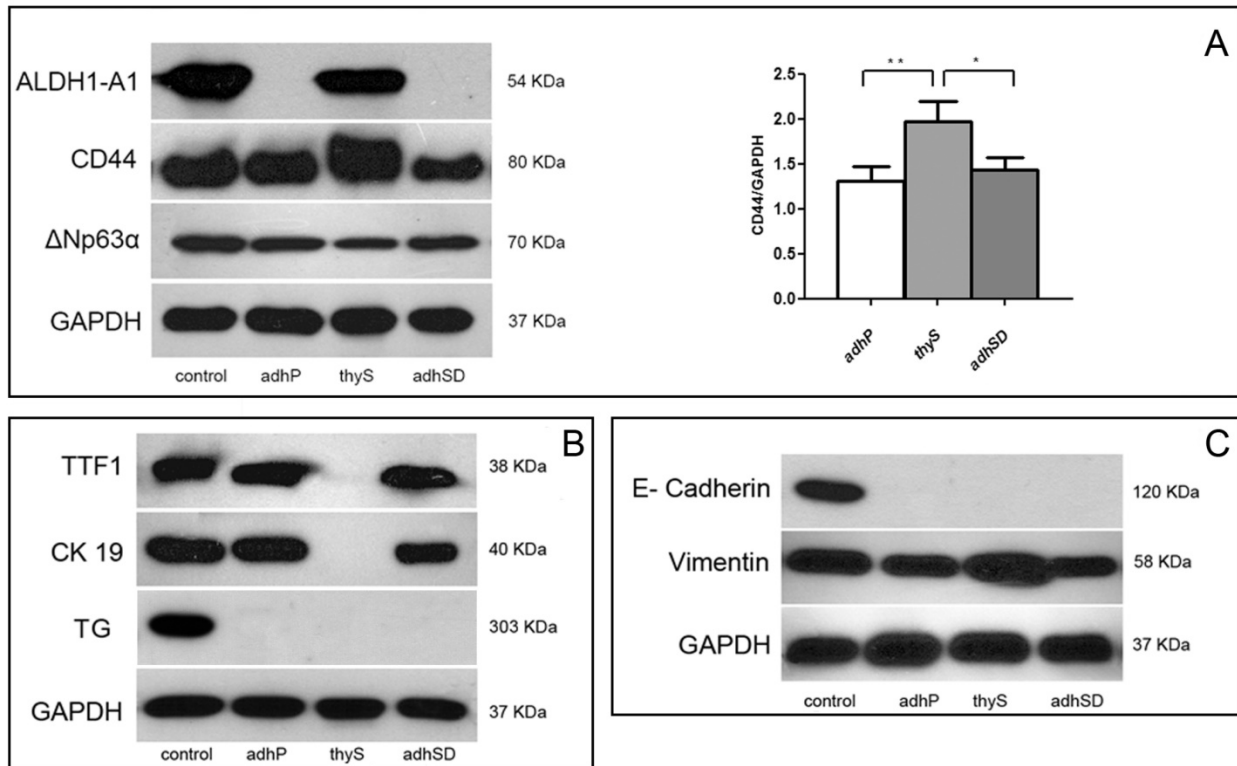 A
ALDH1-A1 54 KDa
CD44 80 KDa
ΔNp63α 70 KDa
GAPDH 37 KDa
control adhP thyS adhSD
** *
2.5
2.0
1.5
1.0
0.5
0.0
CD44/GAPDH
adhP thyS adhSD
B
TTF1 38 KDa
CK 19 40 KDa
TG 303 KDa
GAPDH 37 KDa
control adhP thyS adhSD
C
E- Cadherin 120 KDa
Vimentin 58 KDa
GAPDH 37 KDa
control adhP thyS adhSD